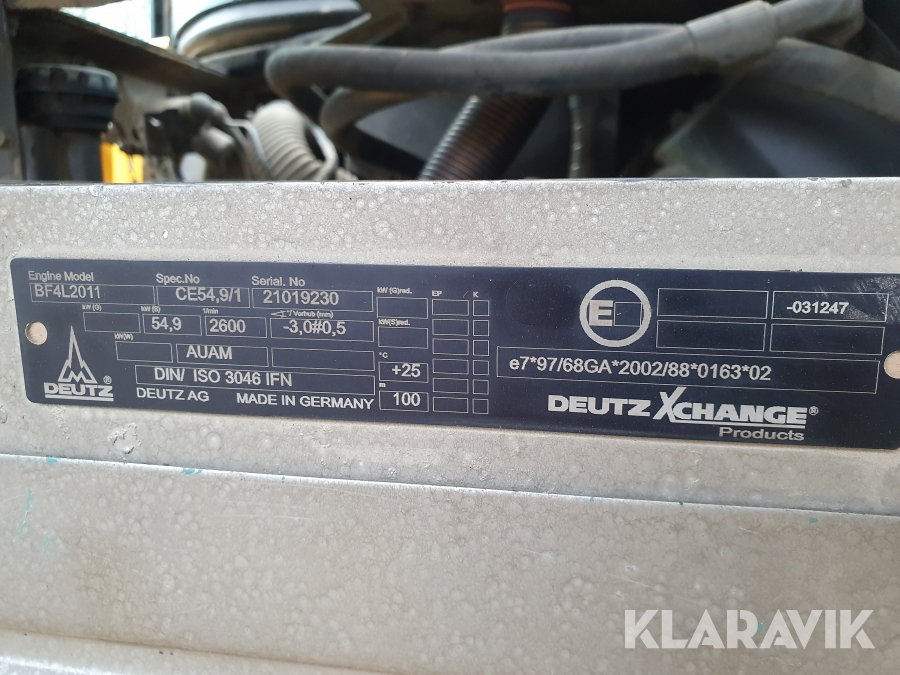 Engine Model Spec.No Serial. No kW (G)red. EP K
BF4L2011 CE54,9/1 21019230
kW (G) kW (S) 1/min °/ Vorhub (mm) kW(S)red.
54,9 2600 -3,0#0,5
kW(W) °C
AUAM +25
DIN/ ISO 3046 IFN m
DEUTZ AG MADE IN GERMANY 100
DEUTZ®
E
-031247
e7*97/68GA*2002/88*0163*02
DEUTZ XCHANGE®
Products
KLARAVIK